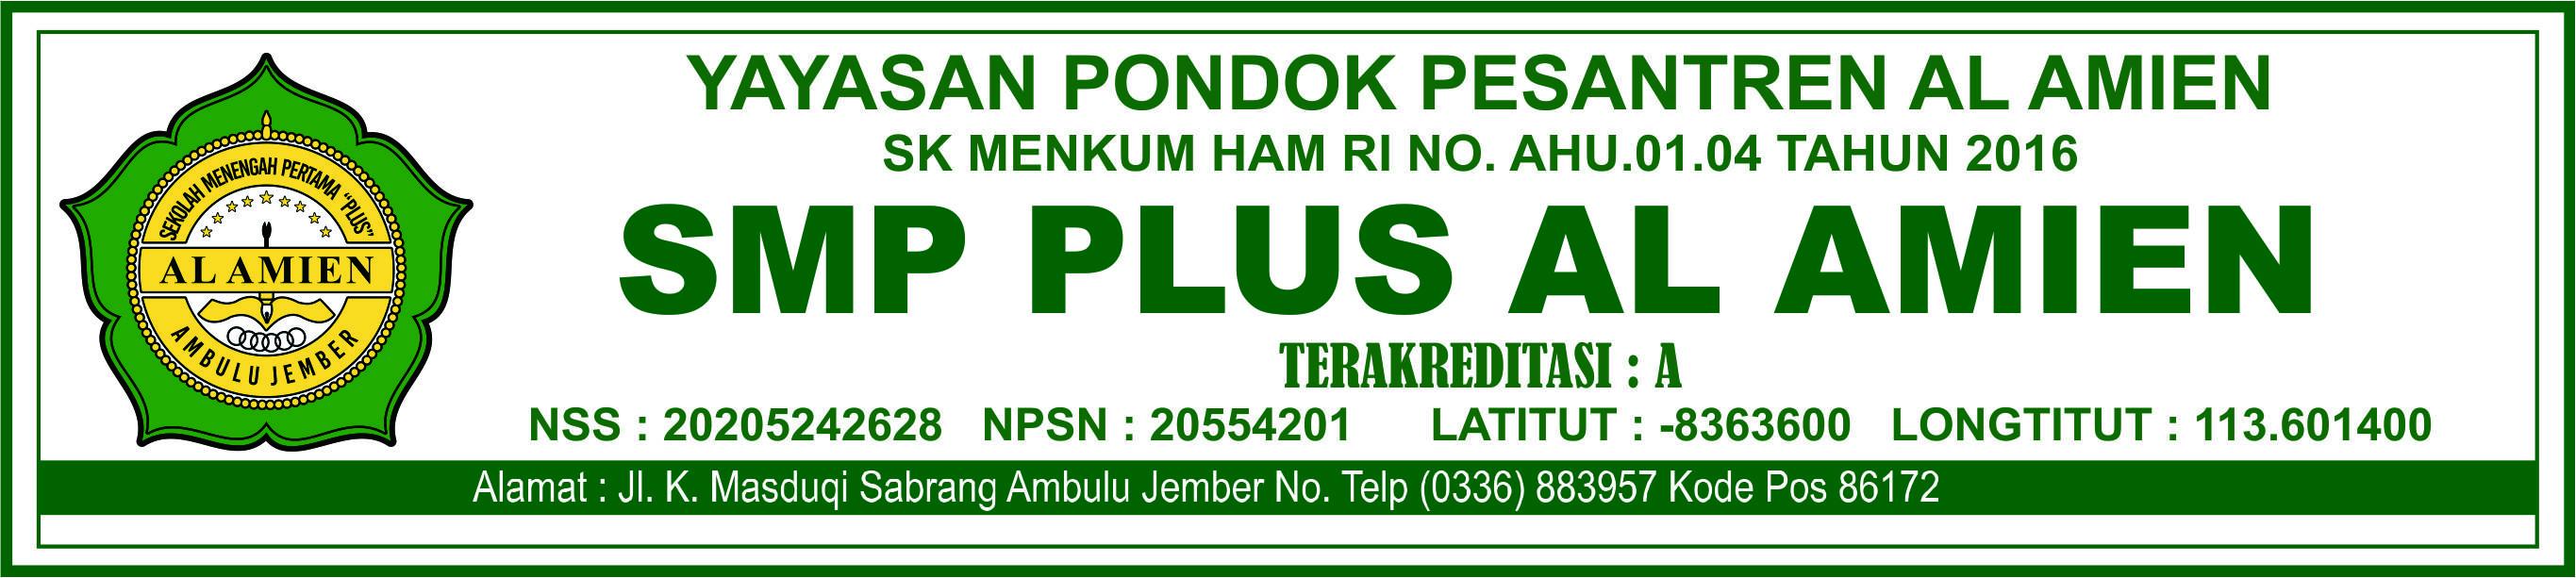 YAYASAN PONDOK PESANTREN AL AMIEN
SK MENKUM HAM RI NO. AHU.01.04 TAHUN 2016
SMP PLUS AL AMIEN
TERAKREDITASI : A
NSS : 20205242628 NPSN : 20554201 LATITUT : -8363600 LONGTITUT : 113.601400
Alamat : Jl. K. Masduqi Sabrang Ambulu Jember No. Telp (0336) 883957 Kode Pos 86172
SEKOLAH MENENGAH PERTAMA "PLUS"
AL AMIEN
AMBULU JEMBER